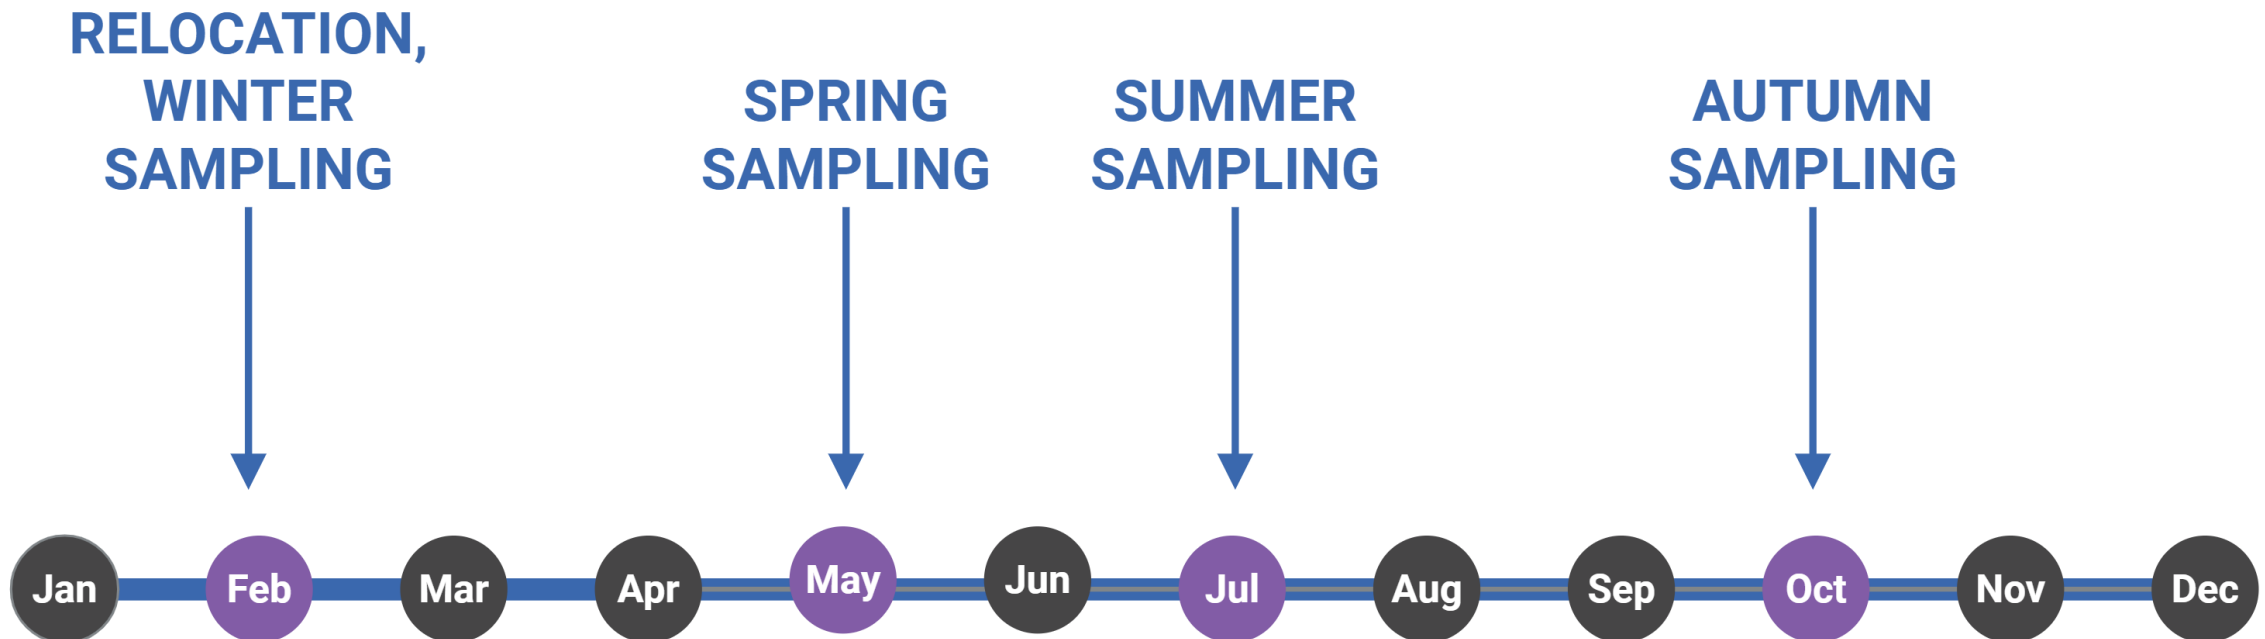 RELOCATION,
WINTER
SAMPLING
SPRING
SAMPLING
SUMMER
SAMPLING
AUTUMN
SAMPLING
Jan
Feb
Mar
Apr
May
Jun
Jul
Aug
Sep
Oct
Nov
Dec